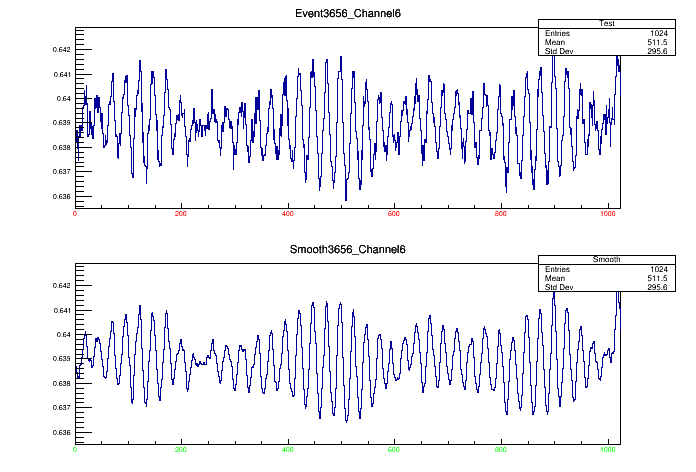 Event3656_Channel6
Test
Entries 1024
Mean 511.5
Std Dev 295.6
0.642
0.641
0.64
0.639
0.638
0.637
0.636
0 200 400 600 800 1000
Smooth3656_Channel6
Smooth
Entries 1024
Mean 511.5
Std Dev 295.6
0.642
0.641
0.64
0.639
0.638
0.637
0.636
0 200 400 600 800 1000